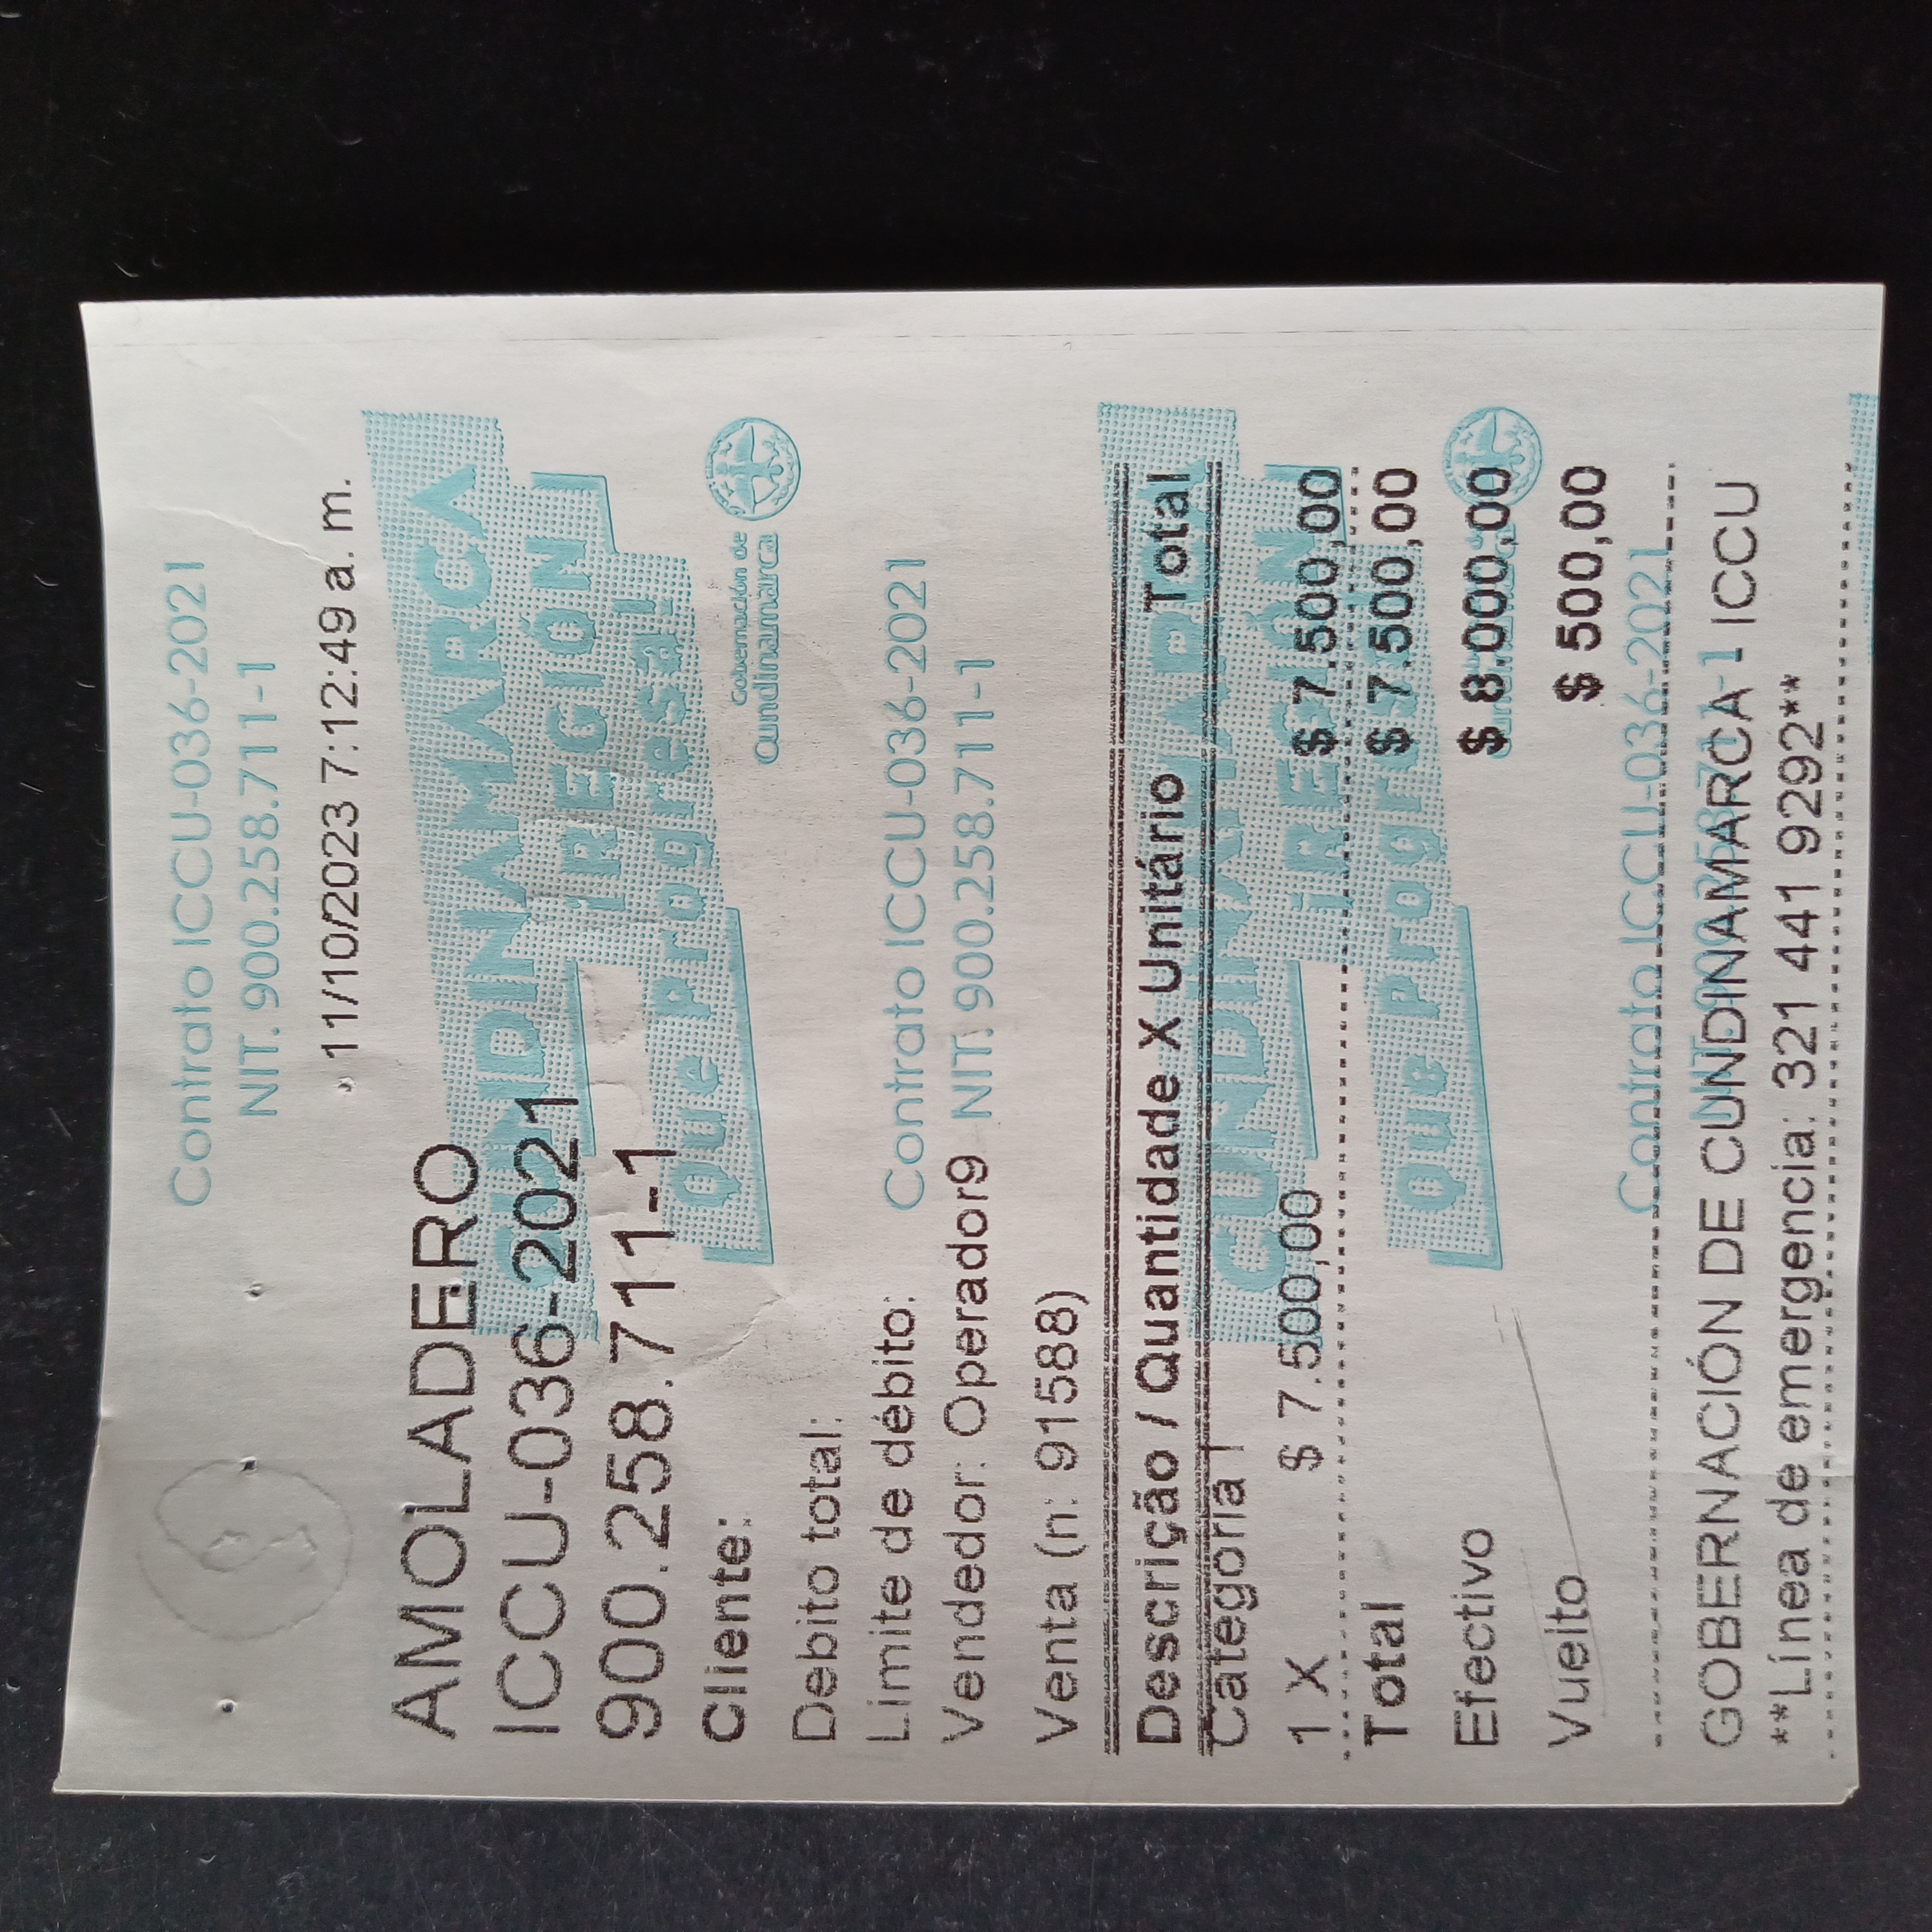 Contrato ICCU-036-2021
NIT. 900.258.711-1
11/10/2023 7:12:49 a. m.
AMOLADERO
ICCU-036-2021
900.258.711-1
CUNDINAMARCA
¡REGIÓN
Que Progresa!
Gobernación de
Cundinamarca
Cliente:
Debito total:
Limite de débito:
Contrato ICCU-036-2021
Vendedor: Operador9
NIT. 900.258.711-1
Venta (n: 91588)
Descrição / Quantidade X Unitário Total
Categoria I
1 X $ 7.500,00 $ 7.500,00
Total $ 7.500,00
CUNDINAMARCA
¡REGIÓN
Que Progresa!
Efectivo $ 8.000,00
Vuelto $ 500,00
Contrato ICCU-036-2021
GOBERNACIÓN DE CUNDINAMARCA - ICCU
**Línea de emergencia: 321 441 9292**